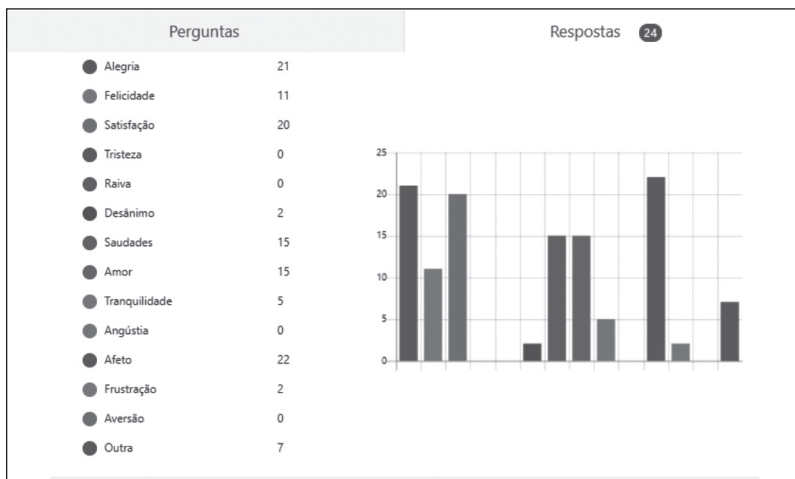 Perguntas Respostas 24
Alegria 21
Felicidade 11
Satisfação 20
Tristeza 0
Raiva 0
Desânimo 2
Saudades 15
Amor 15
Tranquilidade 5
Angústia 0
Afeto 22
Frustração 2
Aversão 0
Outra 7
25
20
15
10
5
0